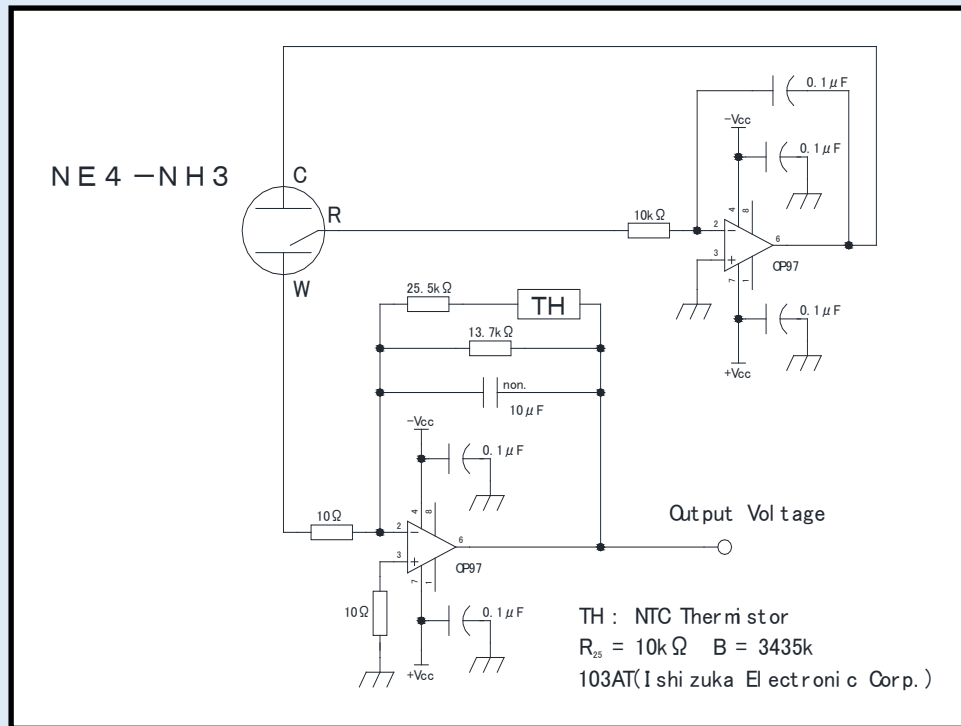 0.1μF
-Vcc
0.1μF
NE4-NH3
C
R
10kΩ
4
8
2
6
3
OP97
7
1
W
25.5kΩ
TH
0.1μF
13.7kΩ
+Vcc
non.
10μF
-Vcc
0.1μF
4
8
10Ω
2
6
3
OP97
7
1
Output Voltage
10Ω
0.1μF
+Vcc
TH: NTC Thermistor
R25 = 10kΩ B = 3435k
103AT(Ishizuka Electronic Corp.)